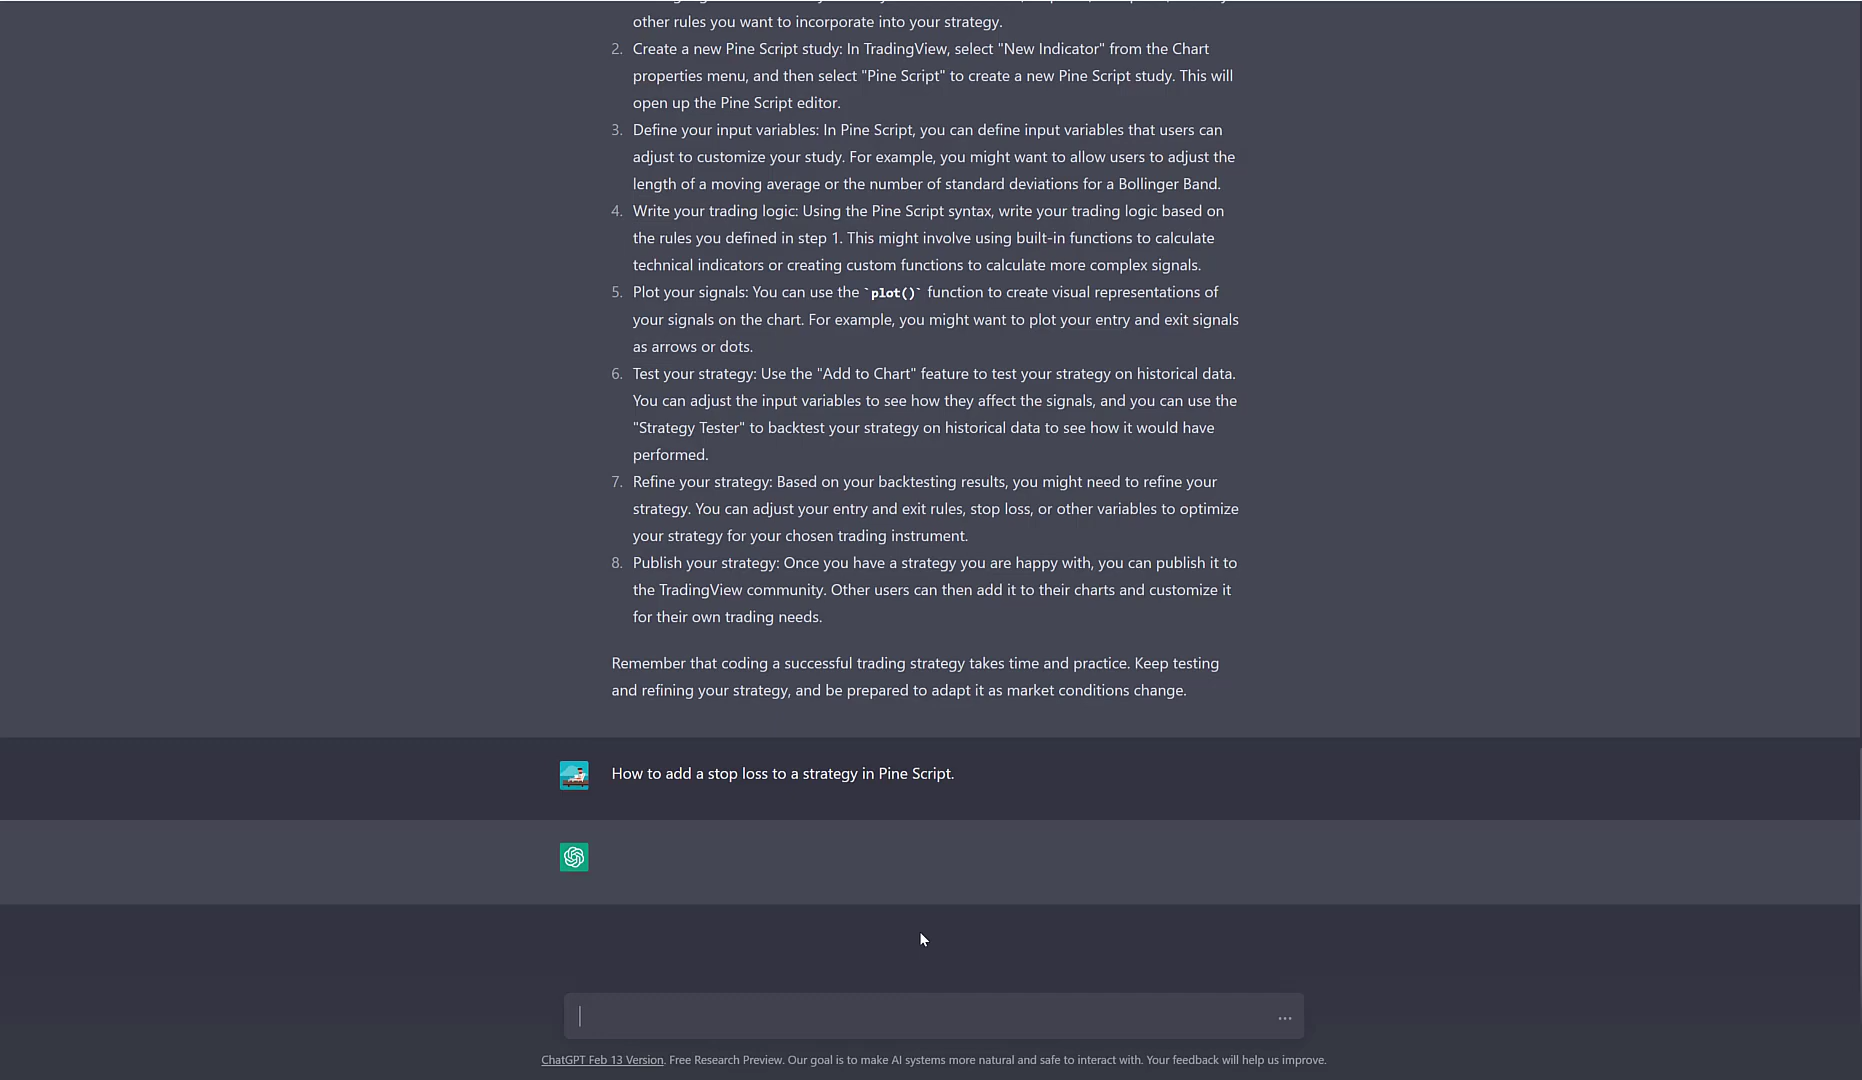 other rules you want to incorporate into your strategy.
2. Create a new Pine Script study: In TradingView, select "New Indicator" from the Chart
properties menu, and then select "Pine Script" to create a new Pine Script study. This will
open up the Pine Script editor.
3. Define your input variables: In Pine Script, you can define input variables that users can
adjust to customize your study. For example, you might want to allow users to adjust the
length of a moving average or the number of standard deviations for a Bollinger Band.
4. Write your trading logic: Using the Pine Script syntax, write your trading logic based on
the rules you defined in step 1. This might involve using built-in functions to calculate
technical indicators or creating custom functions to calculate more complex signals.
5. Plot your signals: You can use the `plot()` function to create visual representations of
your signals on the chart. For example, you might want to plot your entry and exit signals
as arrows or dots.
6. Test your strategy: Use the "Add to Chart" feature to test your strategy on historical data.
You can adjust the input variables to see how they affect the signals, and you can use the
"Strategy Tester" to backtest your strategy on historical data to see how it would have
performed.
7. Refine your strategy: Based on your backtesting results, you might need to refine your
strategy. You can adjust your entry and exit rules, stop loss, or other variables to optimize
your strategy for your chosen trading instrument.
8. Publish your strategy: Once you have a strategy you are happy with, you can publish it to
the TradingView community. Other users can then add it to their charts and customize it
for their own trading needs.
Remember that coding a successful trading strategy takes time and practice. Keep testing
and refining your strategy, and be prepared to adapt it as market conditions change.
How to add a stop loss to a strategy in Pine Script.
ChatGPT Feb 13 Version. Free Research Preview. Our goal is to make AI systems more natural and safe to interact with. Your feedback will help us improve.